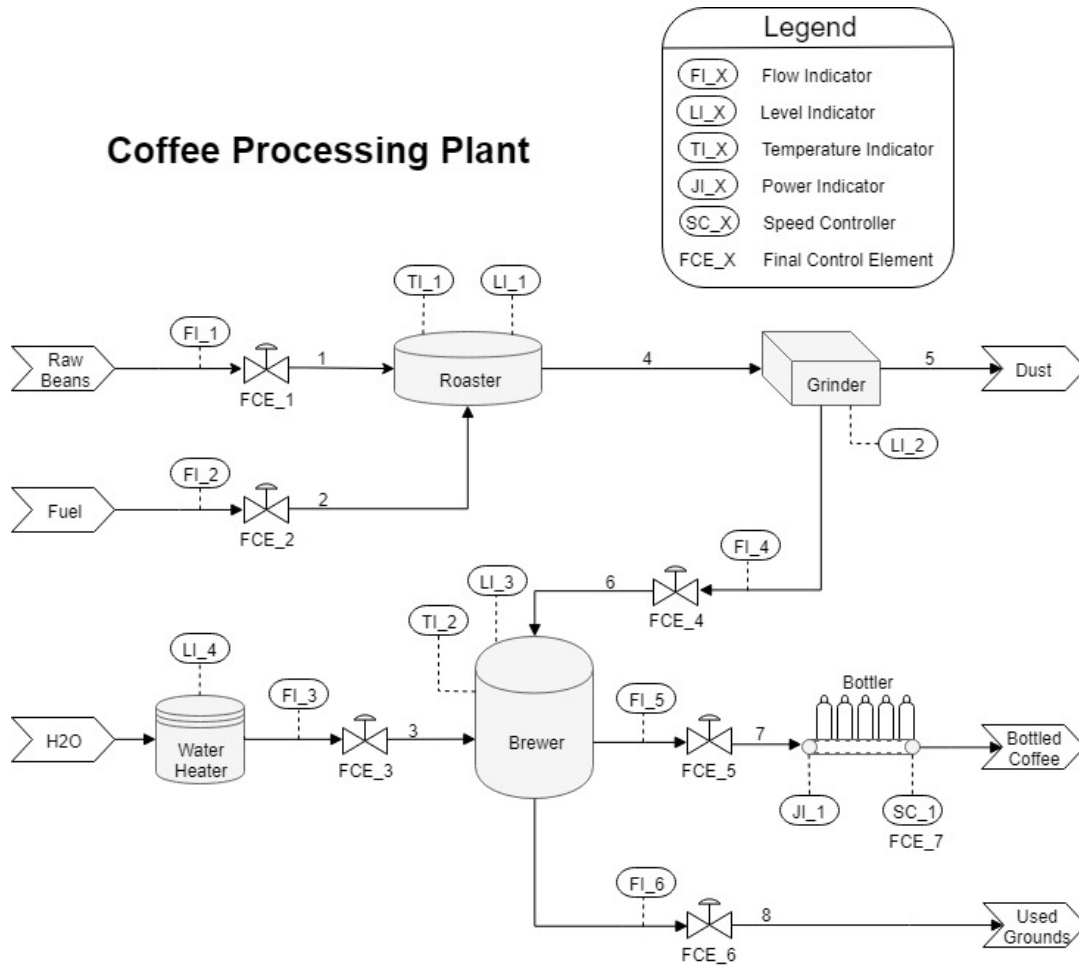 Legend
FI_X Flow Indicator
LI_X Level Indicator
TI_X Temperature Indicator
JI_X Power Indicator
SC_X Speed Controller
FCE_X Final Control Element
Coffee Processing Plant
TI_1
LI_1
FI_1
Raw
Beans
1
FCE_1
Roaster
4
Grinder
5
Dust
LI_2
FI_2
Fuel
2
FCE_2
FI_4
LI_3
6
FCE_4
TI_2
LI_4
FI_3
H2O
Water
Heater
3
FCE_3
Brewer
FI_5
7
FCE_5
Bottler
Bottled
Coffee
JI_1
SC_1
FCE_7
FI_6
8
FCE_6
Used
Grounds